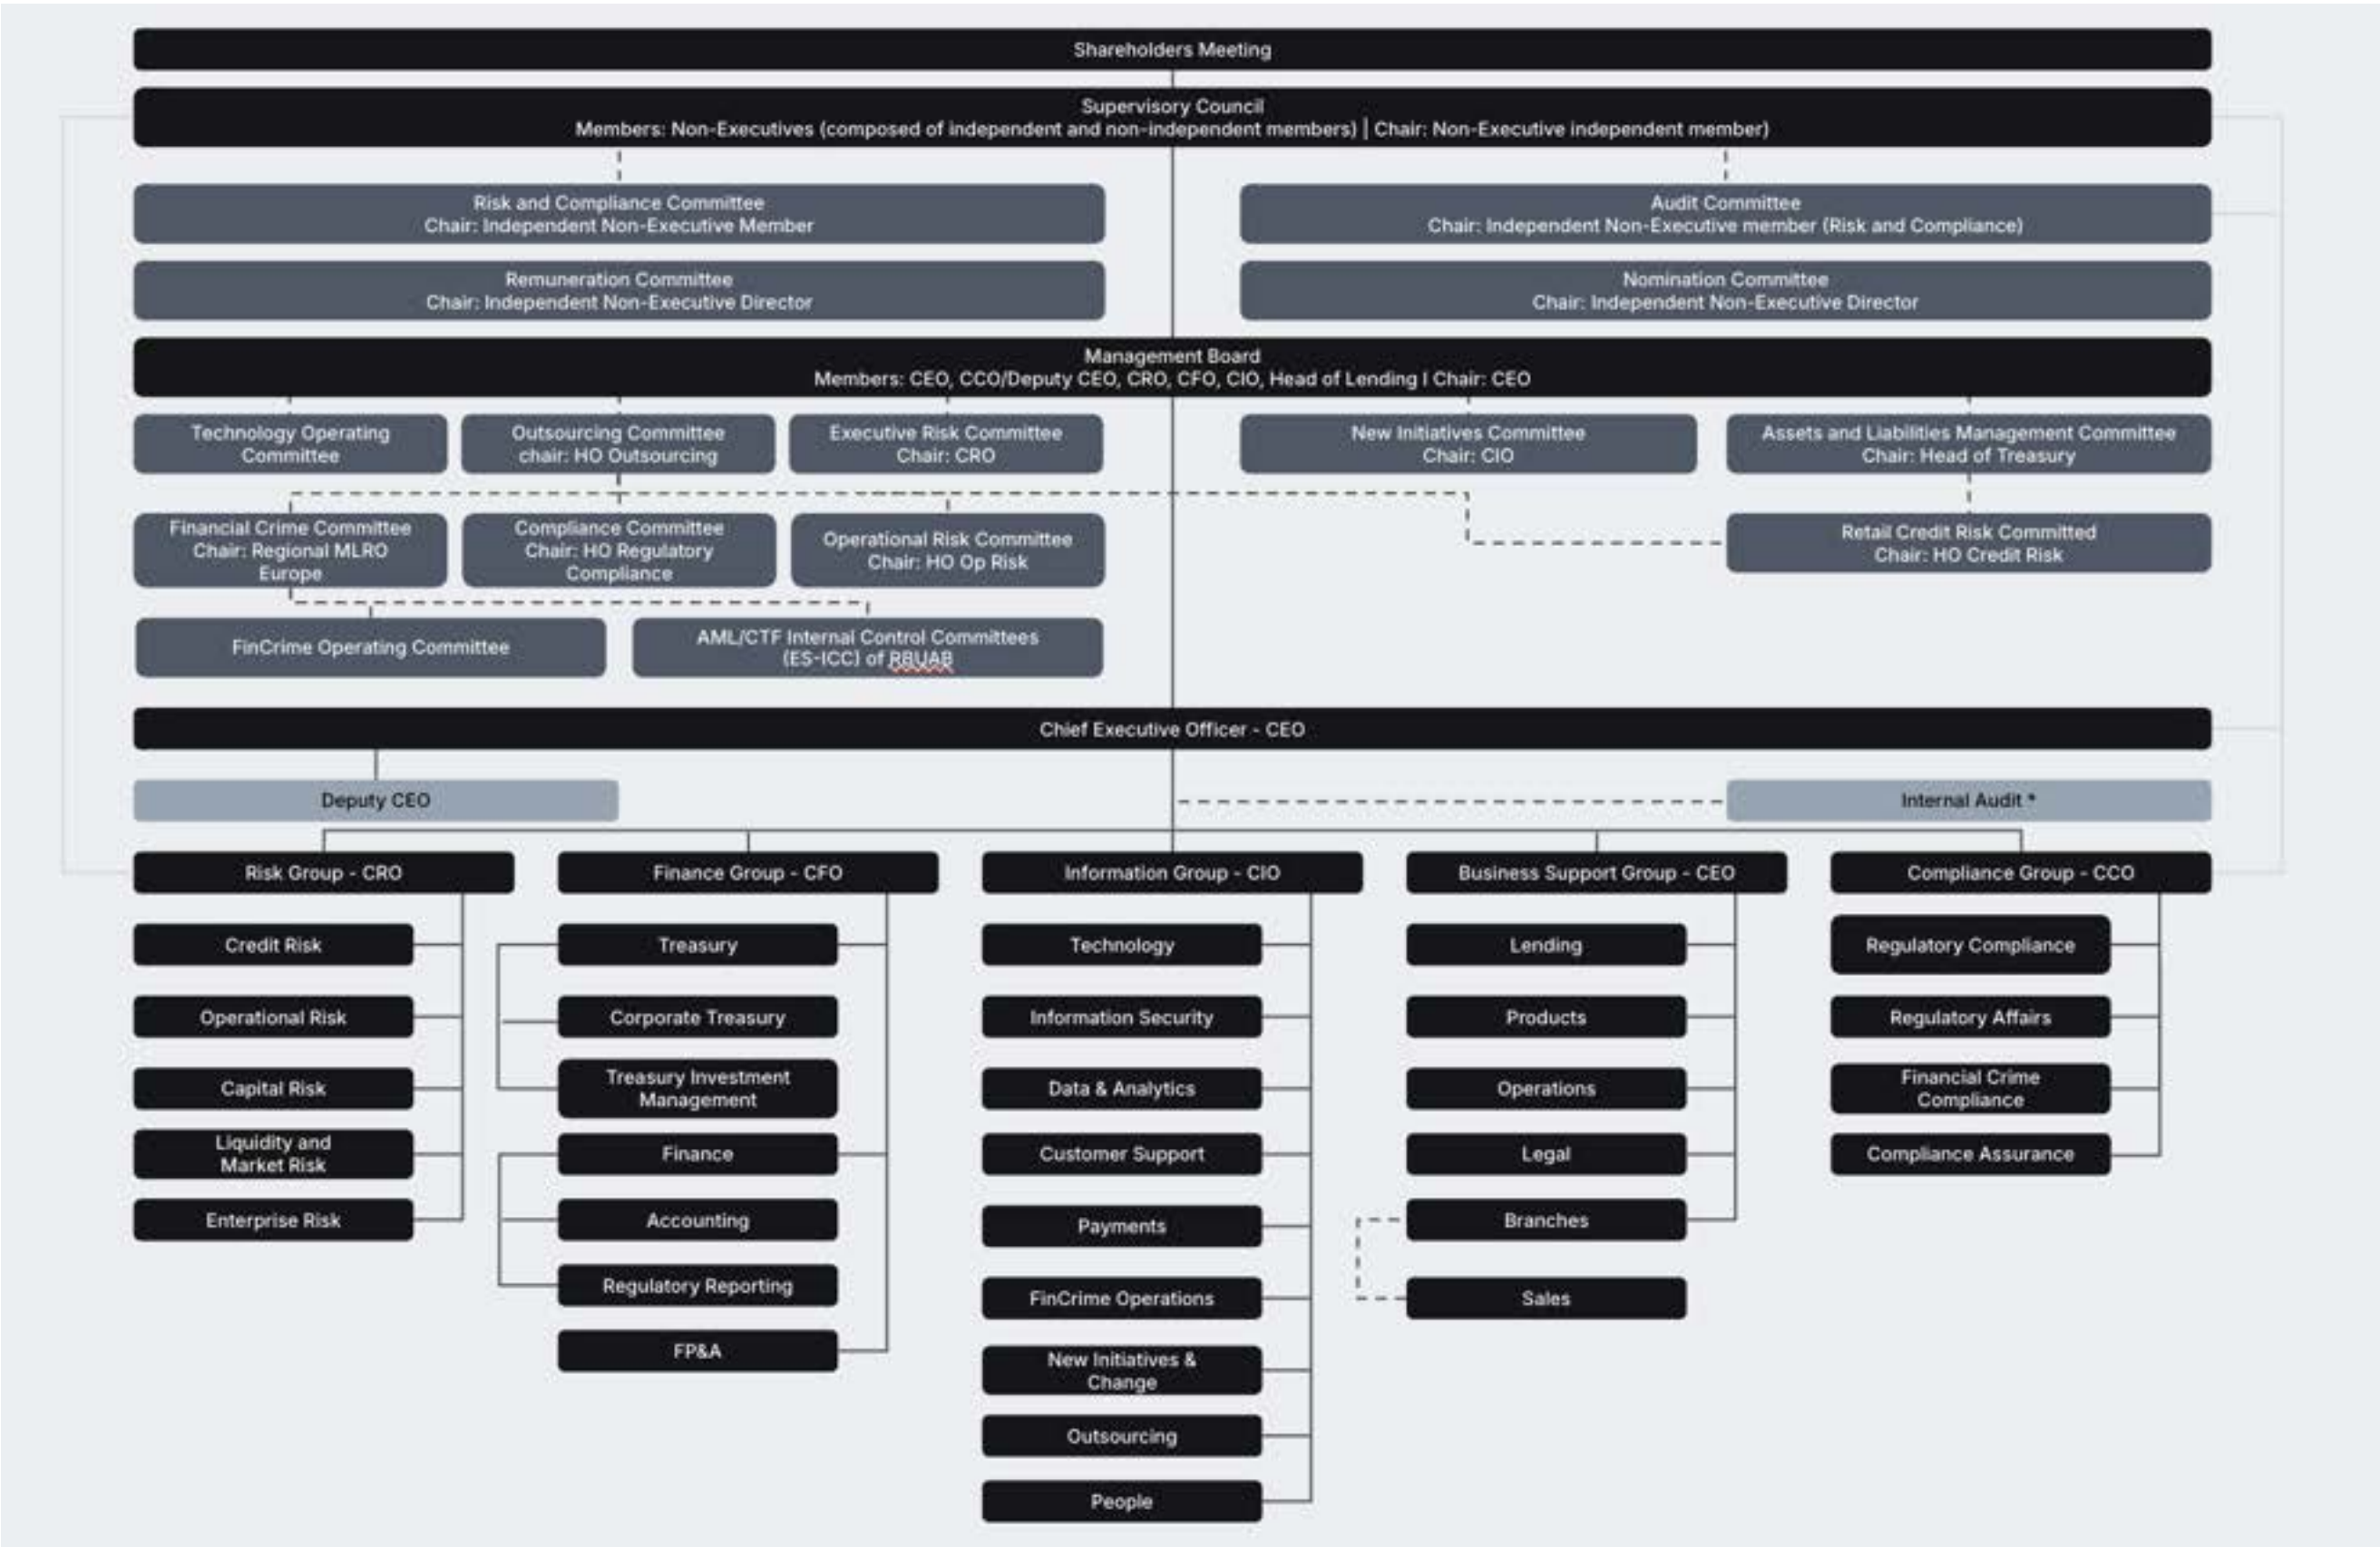 Shareholders Meeting
Supervisory Council
Members: Non-Executives (composed of independent and non-independent members) | Chair: Non-Executive independent member)
Risk and Compliance Committee
Chair: Independent Non-Executive Member
Audit Committee
Chair: Independent Non-Executive member (Risk and Compliance)
Remuneration Committee
Chair: Independent Non-Executive Director
Nomination Committee
Chair: Independent Non-Executive Director
Management Board
Members: CEO, CCO/Deputy CEO, CRO, CFO, CIO, Head of Lending I Chair: CEO
Technology Operating
Committee
Outsourcing Committee
chair: HO Outsourcing
Executive Risk Committee
Chair: CRO
New Initiatives Committee
Chair: CIO
Assets and Liabilities Management Committee
Chair: Head of Treasury
Financial Crime Committee
Chair: Regional MLRO
Europe
Compliance Committee
Chair: HO Regulatory
Compliance
Operational Risk Committee
Chair: HO Op Risk
Retail Credit Risk Committed
Chair: HO Credit Risk
FinCrime Operating Committee
AML/CTF Internal Control Committees
(ES-ICC) of RBUAB
Chief Executive Officer - CEO
Deputy CEO
Internal Audit *
Risk Group - CRO
Finance Group - CFO
Information Group - CIO
Business Support Group - CEO
Compliance Group - CCO
Credit Risk
Operational Risk
Capital Risk
Liquidity and
Market Risk
Enterprise Risk
Treasury
Corporate Treasury
Treasury Investment
Management
Finance
Accounting
Regulatory Reporting
FP&A
Technology
Information Security
Data & Analytics
Customer Support
Payments
FinCrime Operations
New Initiatives &
Change
Outsourcing
People
Lending
Products
Operations
Legal
Branches
Sales
Regulatory Compliance
Regulatory Affairs
Financial Crime
Compliance
Compliance Assurance